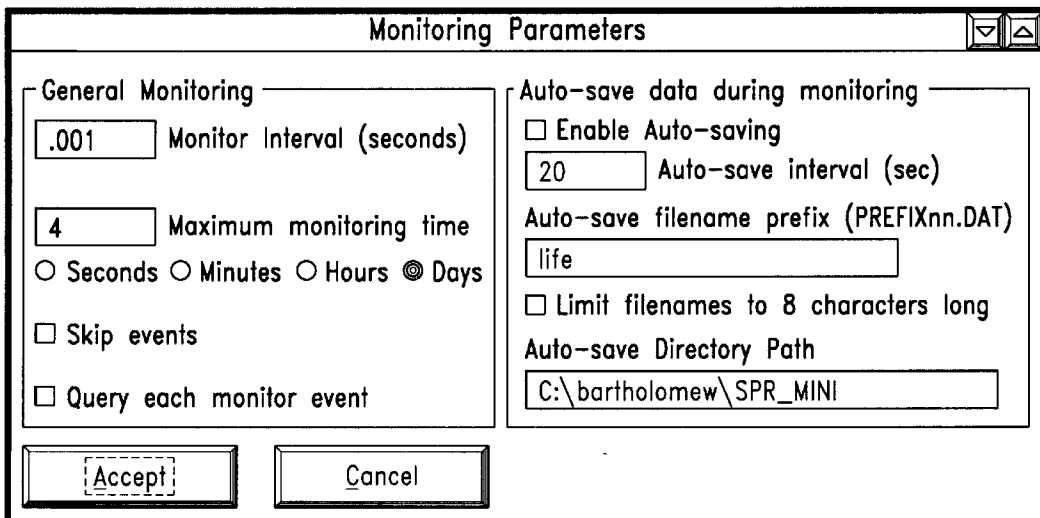 Monitoring Parameters
General Monitoring
.001 Monitor Interval (seconds)
4 Maximum monitoring time
Seconds Minutes Hours Days
Skip events
Query each monitor event
Auto-save data during monitoring
Enable Auto-saving
20 Auto-save interval (sec)
Auto-save filename prefix (PREFIXnn.DAT)
life
Limit filenames to 8 characters long
Auto-save Directory Path
C:\bartholomew\SPR_MINI
Accept Cancel